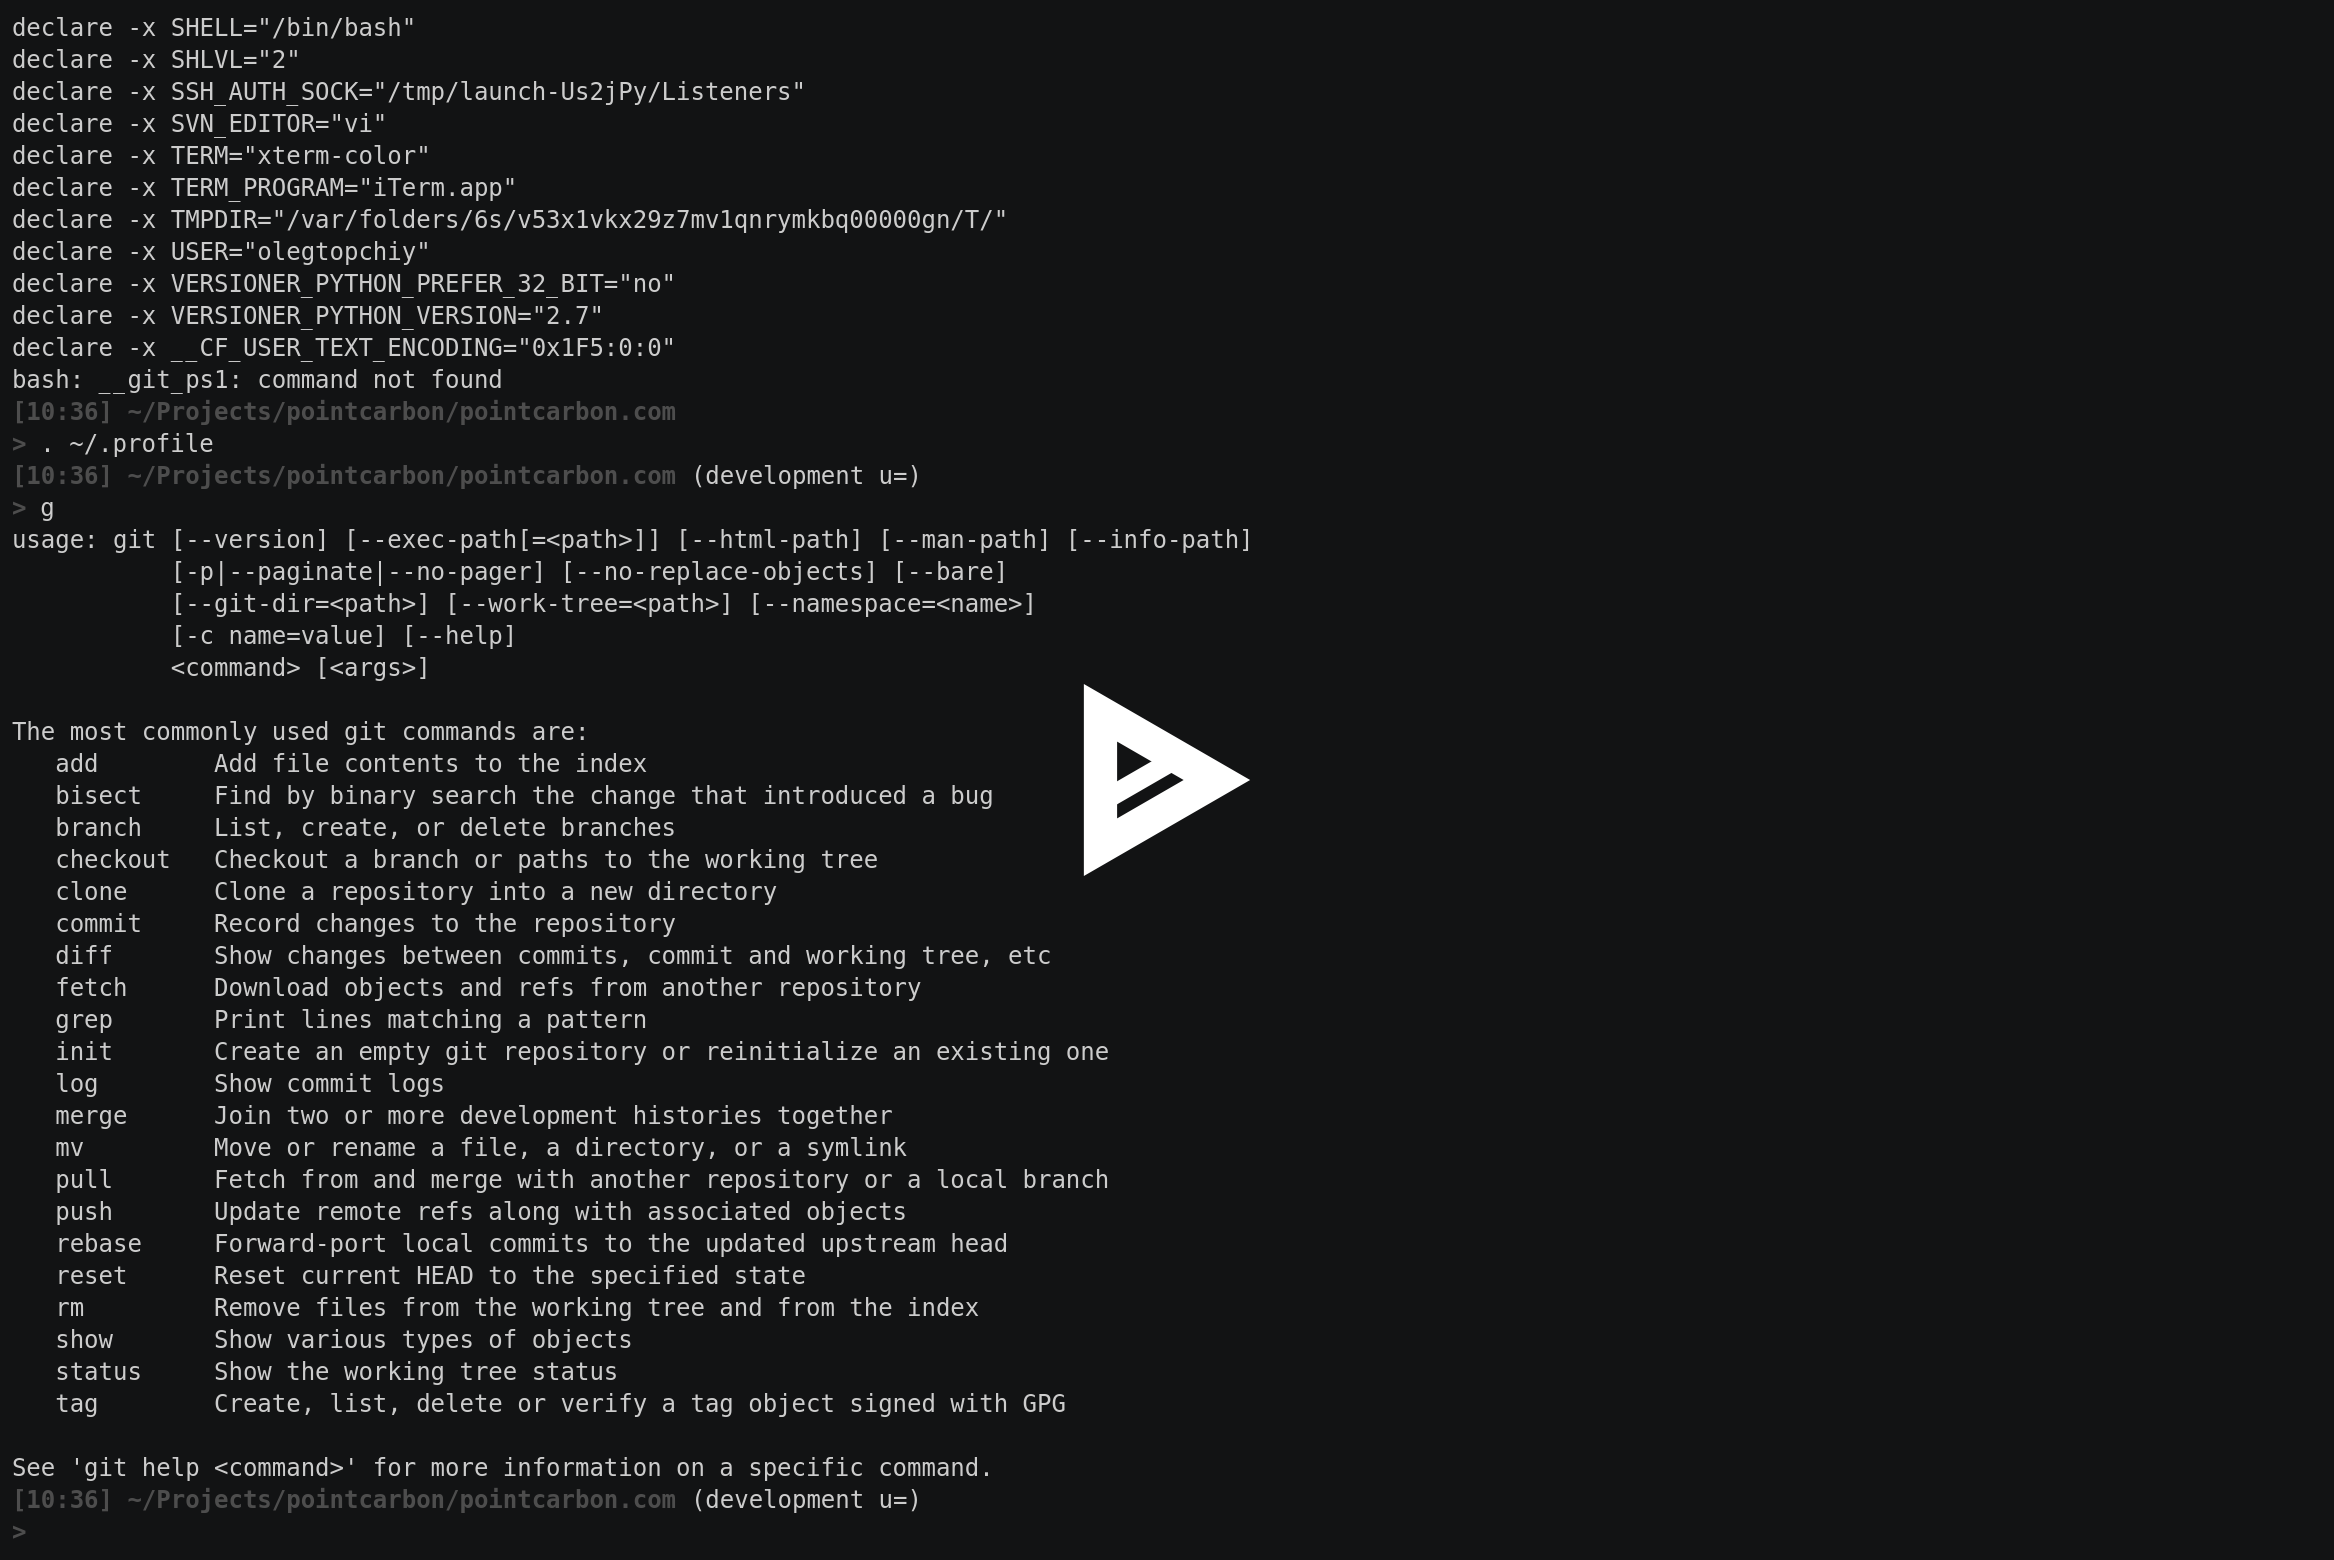 declare -x SHELL="/bin/bash"
declare -x SHLVL="2"
declare -x SSH_AUTH_SOCK="/tmp/launch-Us2jPy/Listeners"
declare -x SVN_EDITOR="vi"
declare -x TERM="xterm-color"
declare -x TERM_PROGRAM="iTerm.app"
declare -x TMPDIR="/var/folders/6s/v53x1vkx29z7mv1qnrymkbq00000gn/T/"
declare -x USER="olegtopchiy"
declare -x VERSIONER_PYTHON_PREFER_32_BIT="no"
declare -x VERSIONER_PYTHON_VERSION="2.7"
declare -x __CF_USER_TEXT_ENCODING="0x1F5:0:0"
bash: __git_ps1: command not found
[10:36] ~/Projects/pointcarbon/pointcarbon.com
> . ~/.profile
[10:36] ~/Projects/pointcarbon/pointcarbon.com (development u=)
> g
usage: git [--version] [--exec-path[=<path>]] [--html-path] [--man-path] [--info-path]
           [-p|--paginate|--no-pager] [--no-replace-objects] [--bare]
           [--git-dir=<path>] [--work-tree=<path>] [--namespace=<name>]
           [-c name=value] [--help]
           <command> [<args>]

The most commonly used git commands are:
   add        Add file contents to the index
   bisect     Find by binary search the change that introduced a bug
   branch     List, create, or delete branches
   checkout   Checkout a branch or paths to the working tree
   clone      Clone a repository into a new directory
   commit     Record changes to the repository
   diff       Show changes between commits, commit and working tree, etc
   fetch      Download objects and refs from another repository
   grep       Print lines matching a pattern
   init       Create an empty git repository or reinitialize an existing one
   log        Show commit logs
   merge      Join two or more development histories together
   mv         Move or rename a file, a directory, or a symlink
   pull       Fetch from and merge with another repository or a local branch
   push       Update remote refs along with associated objects
   rebase     Forward-port local commits to the updated upstream head
   reset      Reset current HEAD to the specified state
   rm         Remove files from the working tree and from the index
   show       Show various types of objects
   status     Show the working tree status
   tag        Create, list, delete or verify a tag object signed with GPG

See 'git help <command>' for more information on a specific command.
[10:36] ~/Projects/pointcarbon/pointcarbon.com (development u=)
>